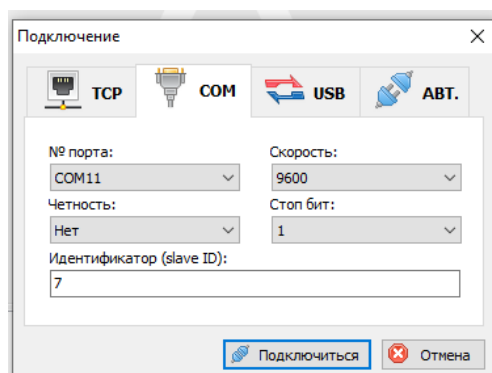 Подключение
TCP COM USB АВТ.
№ порта: Скорость:
COM11 9600
Четность: Стоп бит:
Нет 1
Идентификатор (slave ID):
7
Подключиться Отмена